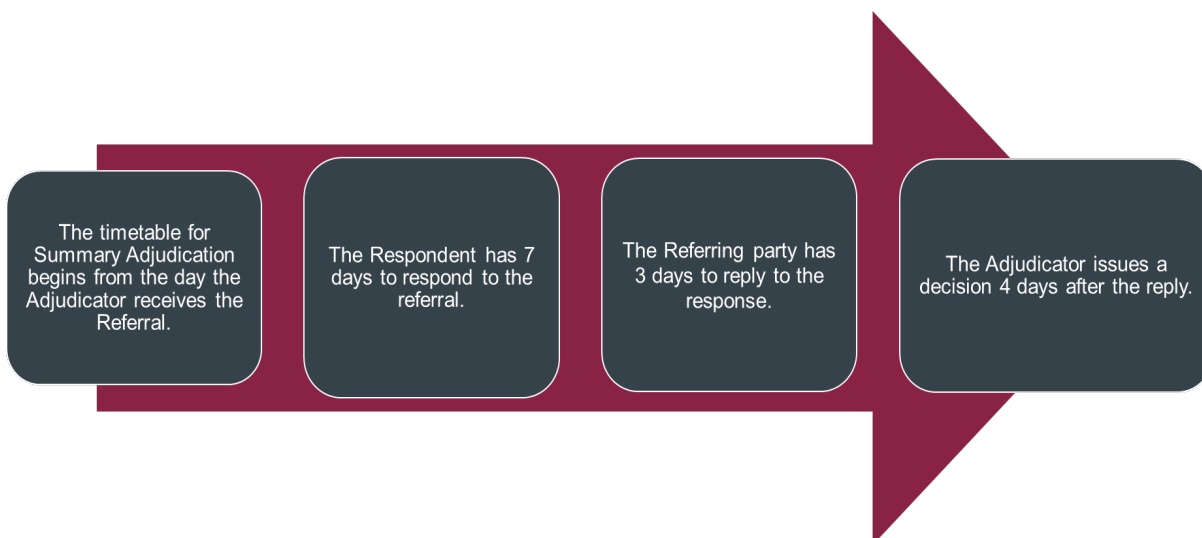 The timetable for
Summary Adjudication
begins from the day the
Adjudicator receives the
Referral.
The Respondent has 7
days to respond to the
referral.
The Referring party has
3 days to reply to the
response.
The Adjudicator issues a
decision 4 days after the reply.